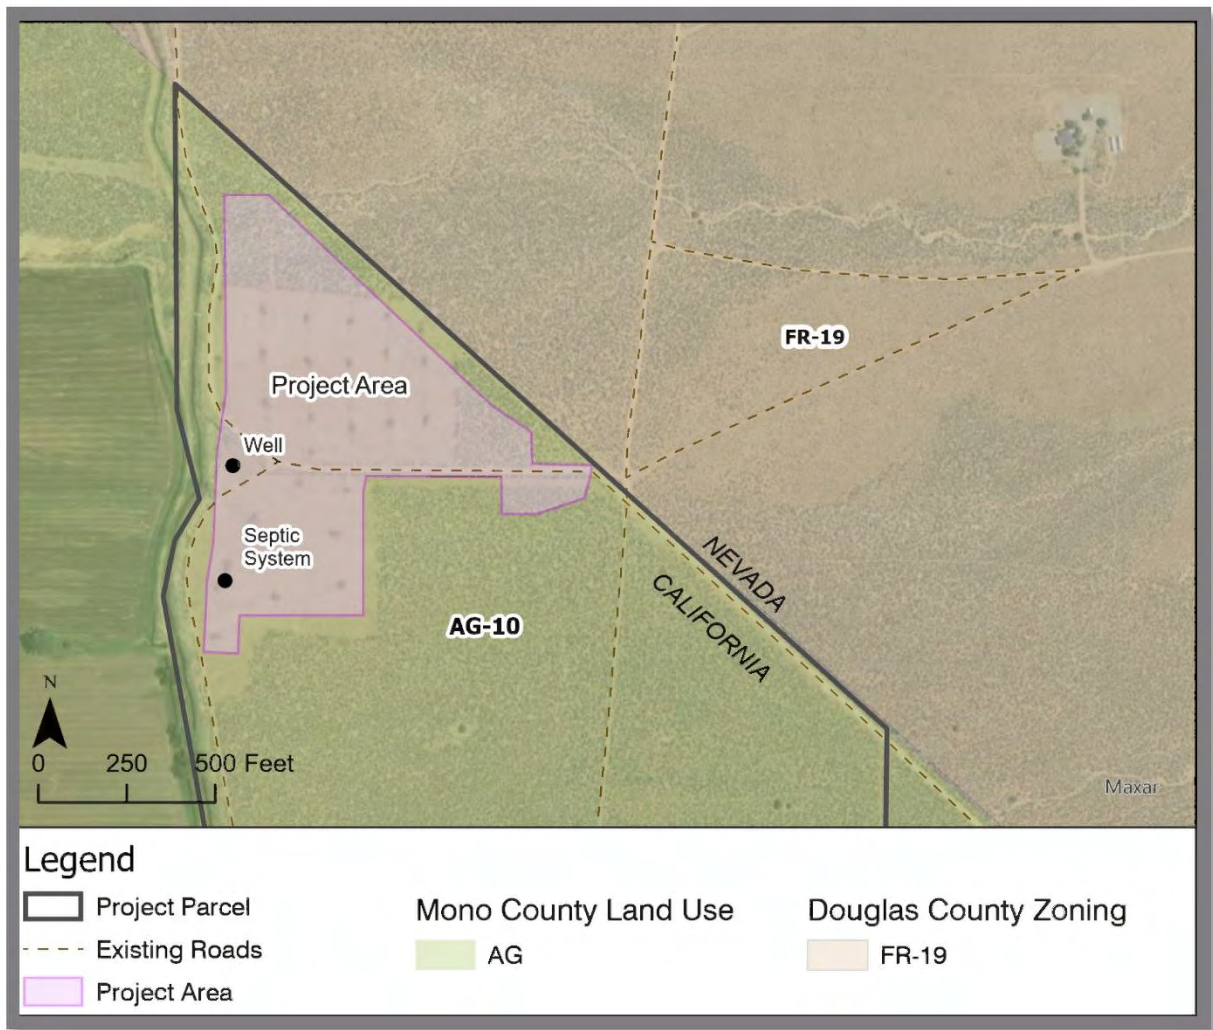 FR-19
Project Area
Well
Septic
System
NEVADA
CALIFORNIA
AG-10
N
0 250 500 Feet
Maxar
Legend
Project Parcel
Existing Roads
Project Area
Mono County Land Use
AG
Douglas County Zoning
FR-19